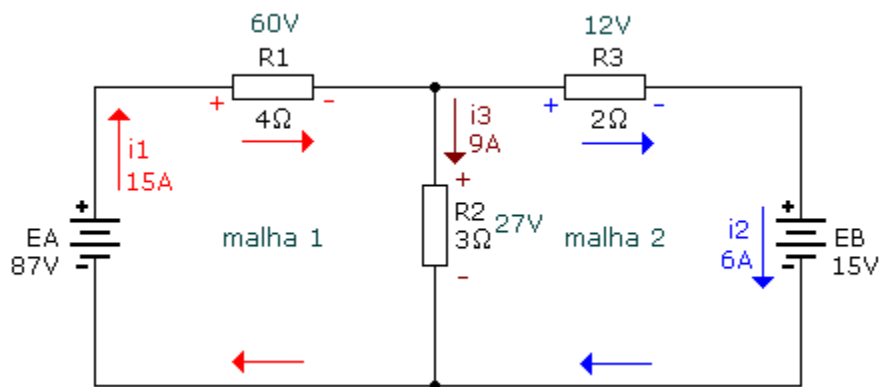 60V
R1
+ -
4Ω
12V
R3
+ -
2Ω
i1
15A
i3
9A
+
R2
3Ω
27V
-
malha 1
malha 2
+
EA
87V
-
i2
6A
+
EB
15V
-